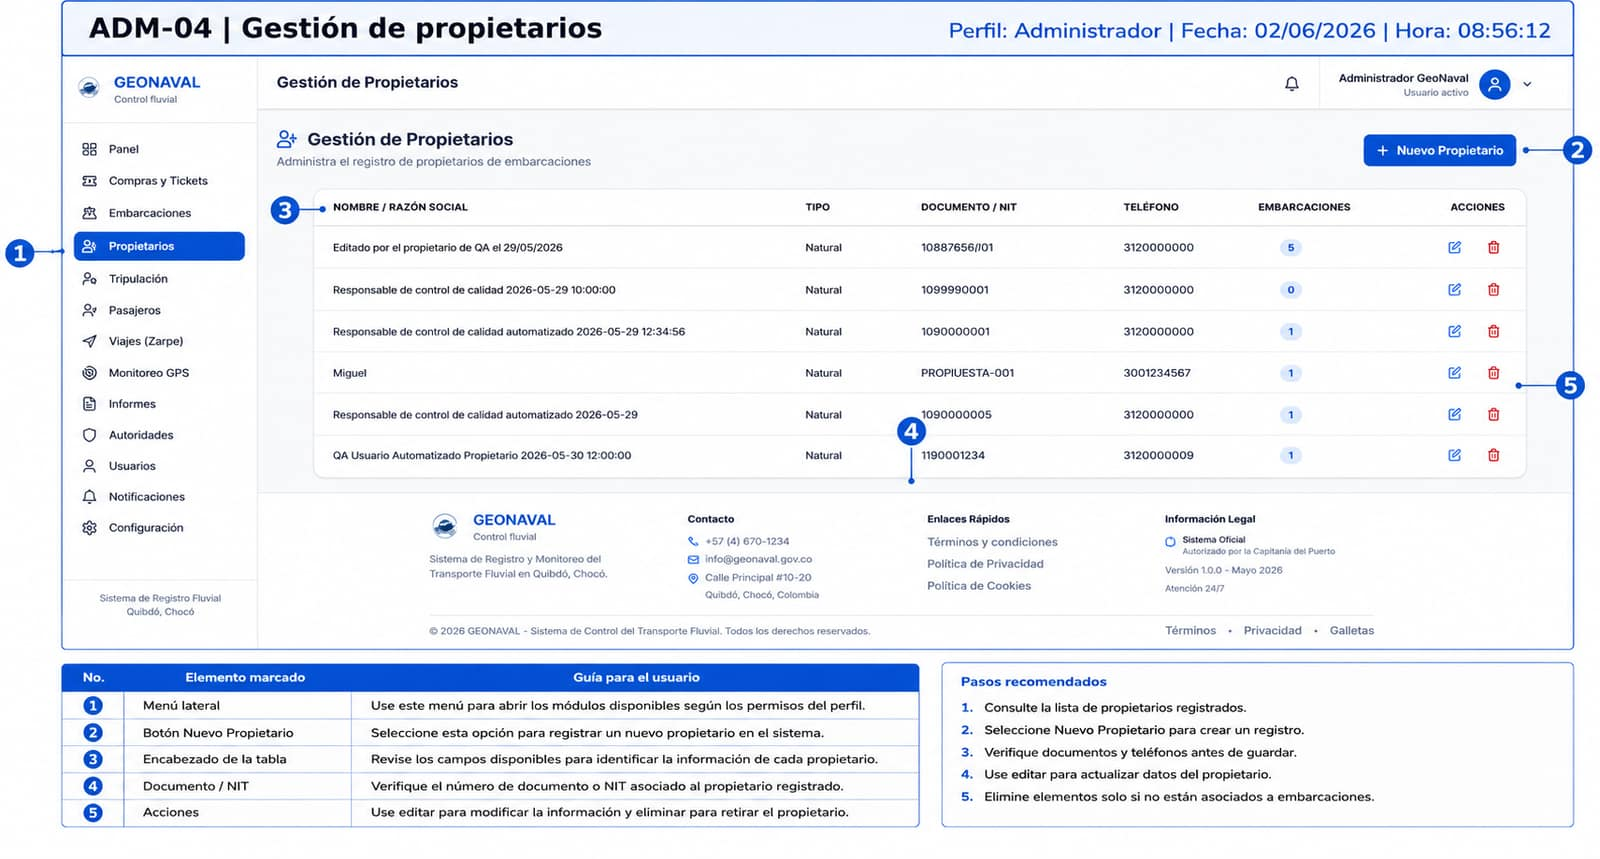 ADM-04 | Gestión de propietarios
Perfil: Administrador | Fecha: 02/06/2026 | Hora: 08:56:12
GEONAVAL
Control fluvial
Gestión de Propietarios
Administrador GeoNaval
Usuario activo
Panel
Compras y Tickets
Embarcaciones
Propietarios
Tripulación
Pasajeros
Viajes (Zarpe)
Monitoreo GPS
Informes
Autoridades
Usuarios
Notificaciones
Configuración
Sistema de Registro Fluvial
Quibdó, Chocó
1
Gestión de Propietarios
Administra el registro de propietarios de embarcaciones
+ Nuevo Propietario
2
3
NOMBRE / RAZÓN SOCIAL TIPO DOCUMENTO / NIT TELÉFONO EMBARCACIONES ACCIONES
Editado por el propietario de QA el 29/05/2026 Natural 10887656/I01 3120000000 5
Responsable de control de calidad 2026-05-29 10:00:00 Natural 1099990001 3120000000 0
Responsable de control de calidad automatizado 2026-05-29 12:34:56 Natural 1090000001 3120000000 1
Miguel Natural PROPIUESTA-001 3001234567 1
5
Responsable de control de calidad automatizado 2026-05-29 Natural 1090000005 3120000000 1
4
QA Usuario Automatizado Propietario 2026-05-30 12:00:00 Natural 1190001234 3120000009 1
GEONAVAL
Control fluvial
Sistema de Registro y Monitoreo del
Transporte Fluvial en Quibdó, Chocó.
Contacto
+57 (4) 670-1234
info@geonaval.gov.co
Calle Principal #10-20
Quibdó, Chocó, Colombia
Enlaces Rápidos
Términos y condiciones
Política de Privacidad
Política de Cookies
Información Legal
Sistema Oficial
Autorizado por la Capitanía del Puerto
Versión 1.0.0 - Mayo 2026
Atención 24/7
© 2026 GEONAVAL - Sistema de Control del Transporte Fluvial. Todos los derechos reservados.
Términos • Privacidad • Galletas
No. Elemento marcado Guía para el usuario
1 Menú lateral Use este menú para abrir los módulos disponibles según los permisos del perfil.
2 Botón Nuevo Propietario Seleccione esta opción para registrar un nuevo propietario en el sistema.
3 Encabezado de la tabla Revise los campos disponibles para identificar la información de cada propietario.
4 Documento / NIT Verifique el número de documento o NIT asociado al propietario registrado.
5 Acciones Use editar para modificar la información y eliminar para retirar el propietario.
Pasos recomendados
1. Consulte la lista de propietarios registrados.
2. Seleccione Nuevo Propietario para crear un registro.
3. Verifique documentos y teléfonos antes de guardar.
4. Use editar para actualizar datos del propietario.
5. Elimine elementos solo si no están asociados a embarcaciones.